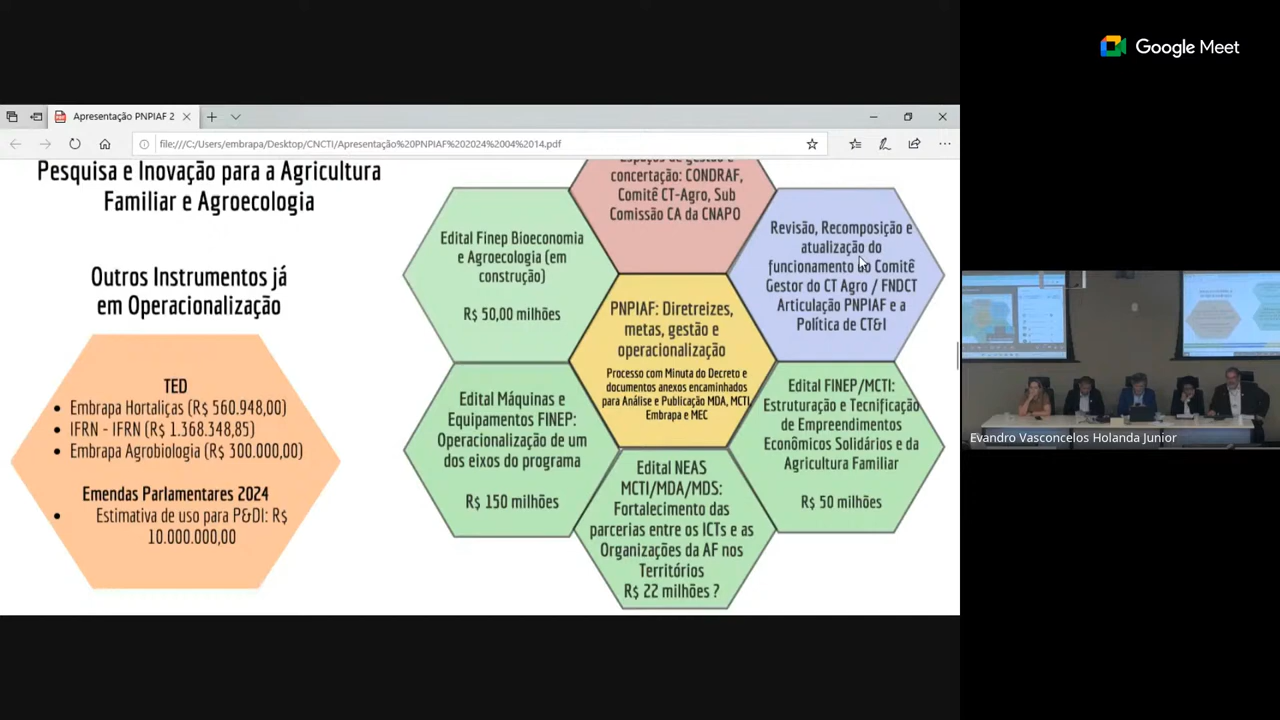 Google Meet
Apresentação PNPIAF 2
file:///C:/Users/embrapa/Desktop/CNCTI/Apresentação%20PNPIAF%202024%2004%2014.pdf
Pesquisa e Inovação para a Agricultura
Familiar e Agroecologia
Outros Instrumentos já
em Operacionalização
TED
• Embrapa Hortaliças (R$ 560.948,00)
• IFRN - IFRN (R$ 1.368.348,85)
• Embrapa Agrobiologia (R$ 300.000,00)
Emendas Parlamentares 2024
• Estimativa de uso para P&DI: R$
10.000.000,00
Espaços de gestão e
concertação: CONDRAF,
Comitê CT-Agro, Sub
Comissão CA da CNAPO
Edital Finep Bioeconomia
e Agroecologia (em
construção)
R$ 50,00 milhões
Revisão, Recomposição e
atualização do
funcionamento do Comitê
Gestor do CT Agro / FNDCT
Articulação PNPIAF e a
Política de CT&I
PNPIAF: Diretreizes,
metas, gestão e
operacionalização
Processo com Minuta do Decreto e
documentos anexos encaminhados
para Análise e Publicação MDA, MCTI,
Embrapa e MEC
Edital Máquinas e
Equipamentos FINEP:
Operacionalização de um
dos eixos do programa
R$ 150 milhões
Edital FINEP/MCTI:
Estruturação e Tecnificação
de Empreendimentos
Econômicos Solidários e da
Agricultura Familiar
R$ 50 milhões
Edital NEAS
MCTI/MDA/MDS:
Fortalecimento das
parcerias entre os ICTs e as
Organizações da AF nos
Territórios
R$ 22 milhões ?
Evandro Vasconcelos Holanda Junior